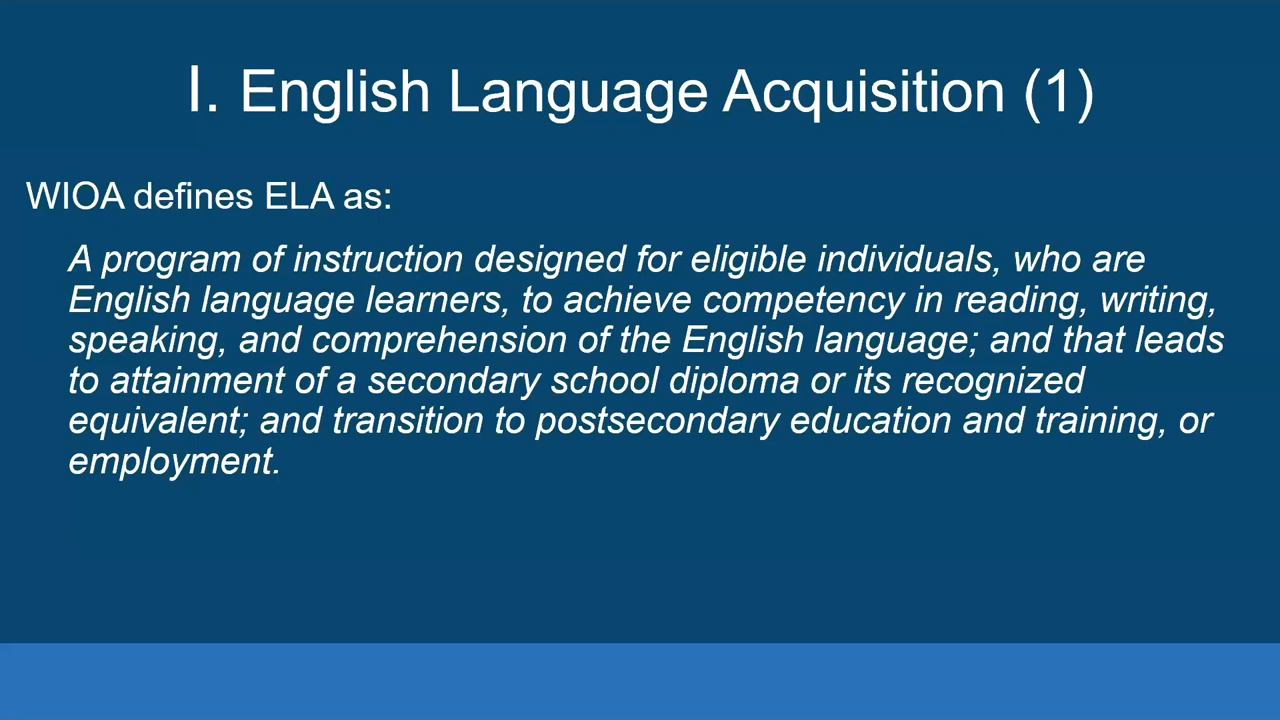 I. English Language Acquisition (1)
WIOA defines ELA as:
A program of instruction designed for eligible individuals, who are
English language learners, to achieve competency in reading, writing,
speaking, and comprehension of the English language; and that leads
to attainment of a secondary school diploma or its recognized
equivalent; and transition to postsecondary education and training, or
employment.